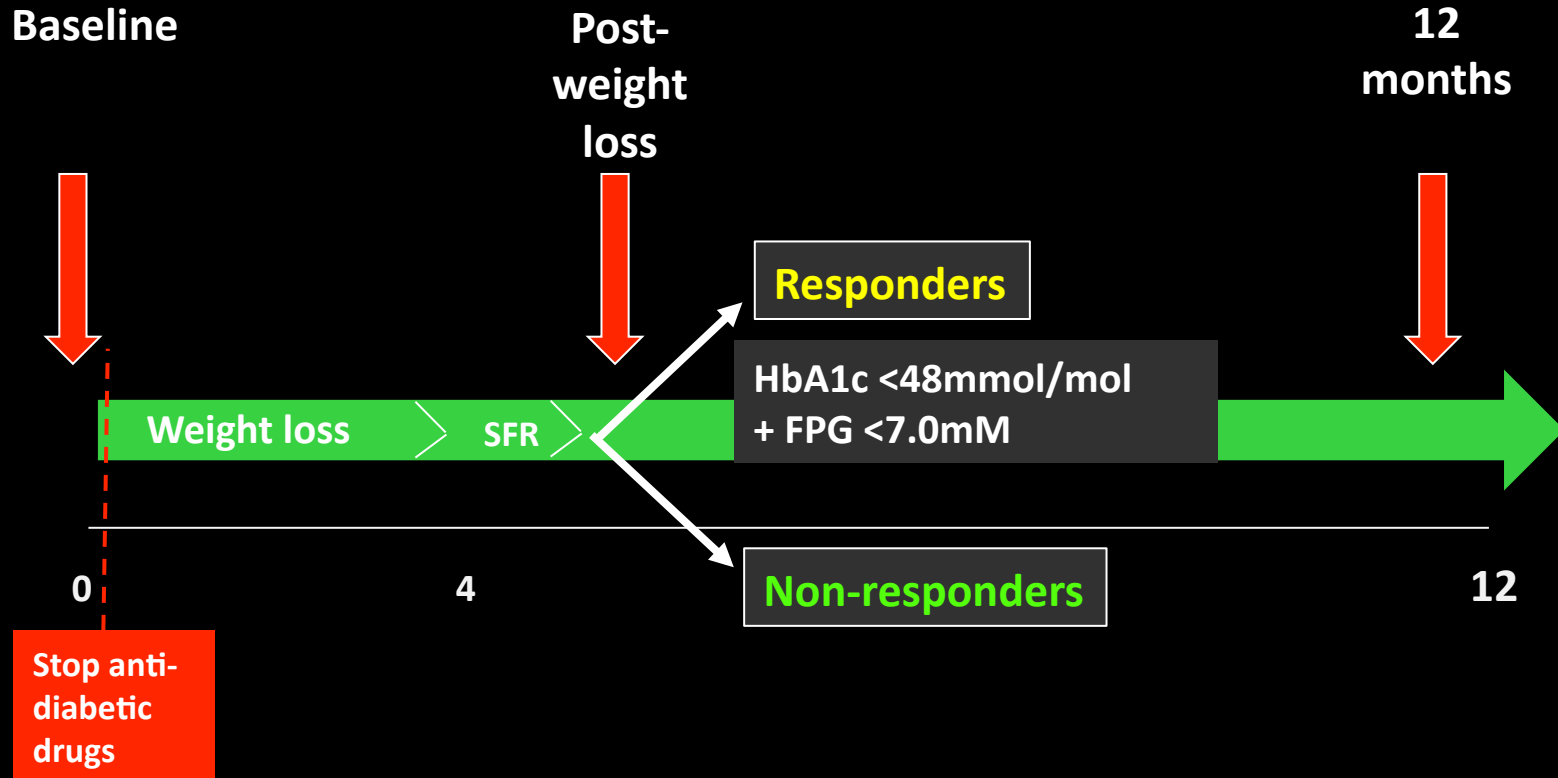 Baseline
Post-
weight
loss
12
months
Responders
HbA1c <48mmol/mol
+ FPG <7.0mM
Weight loss
SFR
Non-responders
0
4
12
Stop anti-
diabetic
drugs